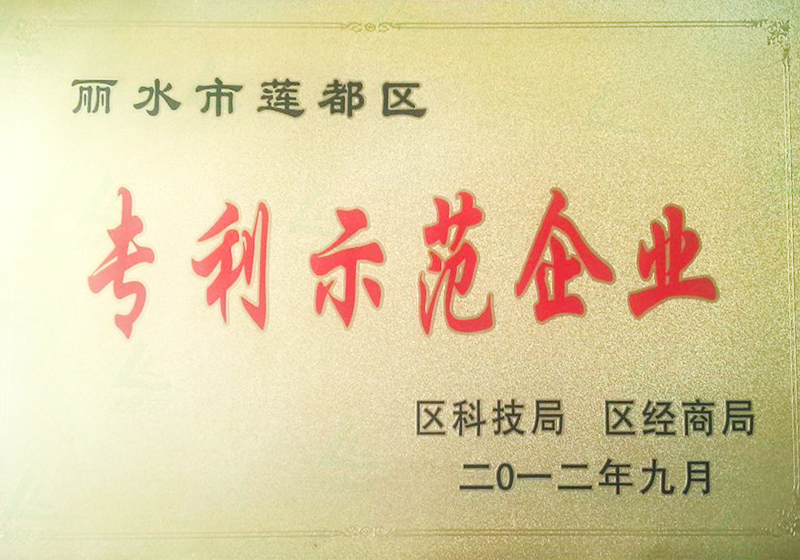 丽水市莲都区
专利示范企业
区科技局 区经商局
二0一二年九月